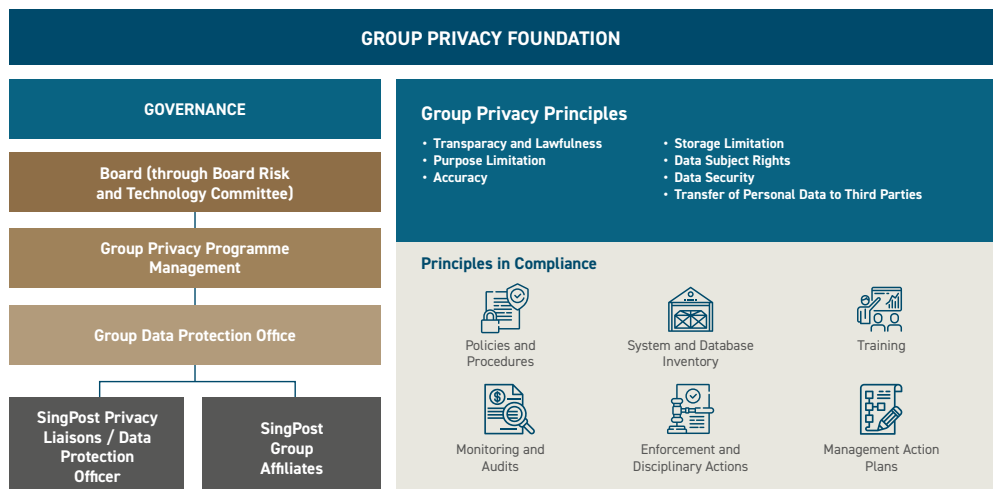 GROUP PRIVACY FOUNDATION
GOVERNANCE
Board (through Board Risk
and Technology Committee)
Group Privacy Programme
Management
Group Data Protection Office
SingPost Privacy
Liaisons / Data
Protection
Officer
SingPost
Group
Affiliates
Group Privacy Principles
• Transparacy and Lawfulness
• Purpose Limitation
• Accuracy
• Storage Limitation
• Data Subject Rights
• Data Security
• Transfer of Personal Data to Third Parties
Principles in Compliance
Policies and
Procedures
System and Database
Inventory
Training
$
Monitoring and
Audits
Enforcement and
Disciplinary Actions
Management Action
Plans